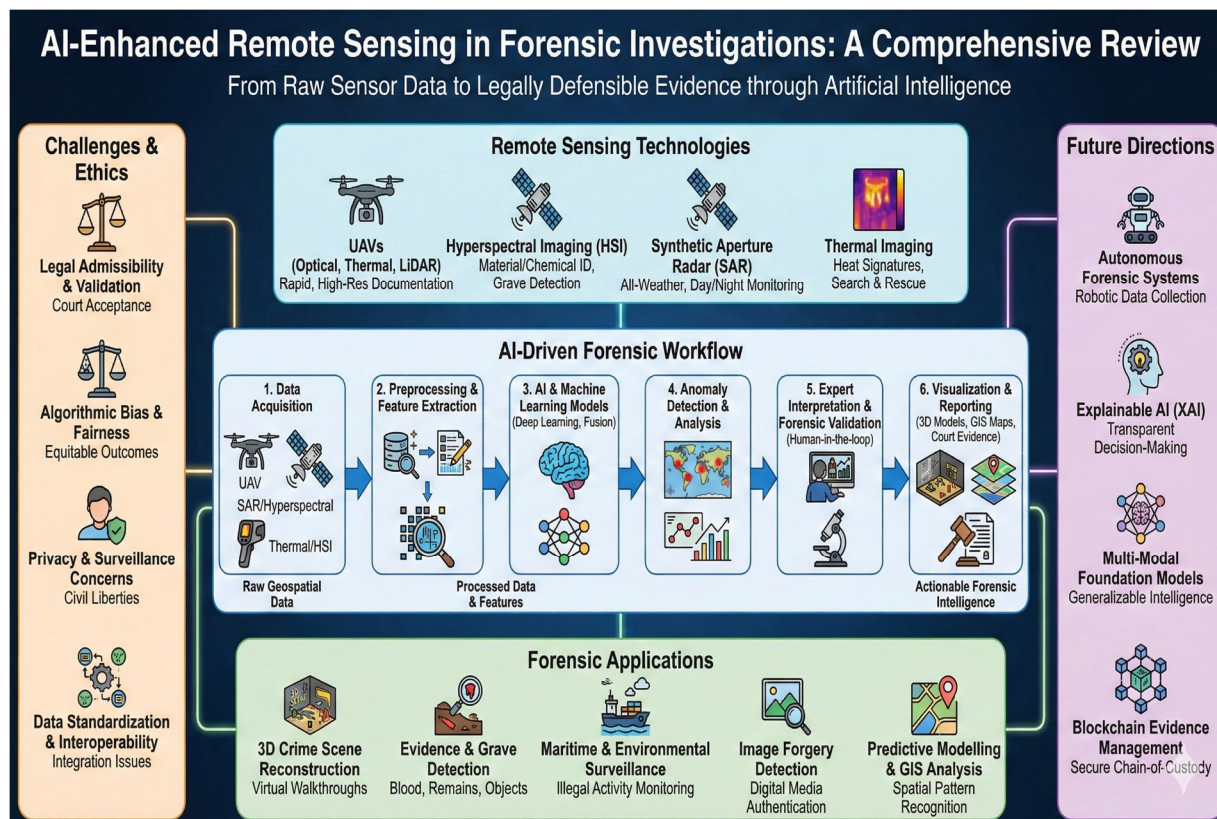 AI-Enhanced Remote Sensing in Forensic Investigations: A Comprehensive Review
From Raw Sensor Data to Legally Defensible Evidence through Artificial Intelligence
Challenges &
Ethics
Legal Admissibility
& Validation
Court Acceptance
Algorithmic Bias &
Fairness
Equitable Outcomes
Privacy & Surveillance
Concerns
Civil Liberties
Data Standardization
& Interoperability
Integration Issues
Remote Sensing Technologies
UAVs
(Optical, Thermal, LiDAR)
Rapid, High-Res Documentation
Hyperspectral Imaging (HSI)
Material/Chemical ID,
Grave Detection
Synthetic Aperture
Radar (SAR)
All-Weather, Day/Night Monitoring
Thermal Imaging
Heat Signatures,
Search & Rescue
AI-Driven Forensic Workflow
1. Data
Acquisition
UAV
SAR/Hyperspectral
Thermal/HSI
Raw Geospatial
Data
2. Preprocessing &
Feature Extraction
Processed Data
& Features
3. AI & Machine
Learning Models
(Deep Learning, Fusion)
4. Anomaly
Detection &
Analysis
5. Expert
Interpretation &
Forensic Validation
(Human-in-the-loop)
6. Visualization &
Reporting
(3D Models, GIS Maps,
Court Evidence)
Actionable Forensic
Intelligence
Forensic Applications
3D Crime Scene
Reconstruction
Virtual Walkthroughs
Evidence & Grave
Detection
Blood, Remains, Objects
Maritime & Environmental
Surveillance
Illegal Activity Monitoring
Image Forgery
Detection
Digital Media
Authentication
Predictive Modelling
& GIS Analysis
Spatial Pattern
Recognition
Future Directions
Autonomous
Forensic Systems
Robotic Data Collection
Explainable AI (XAI)
Transparent
Decision-Making
Multi-Modal
Foundation Models
Generalizable Intelligence
Blockchain Evidence
Management
Secure Chain-of-Custody